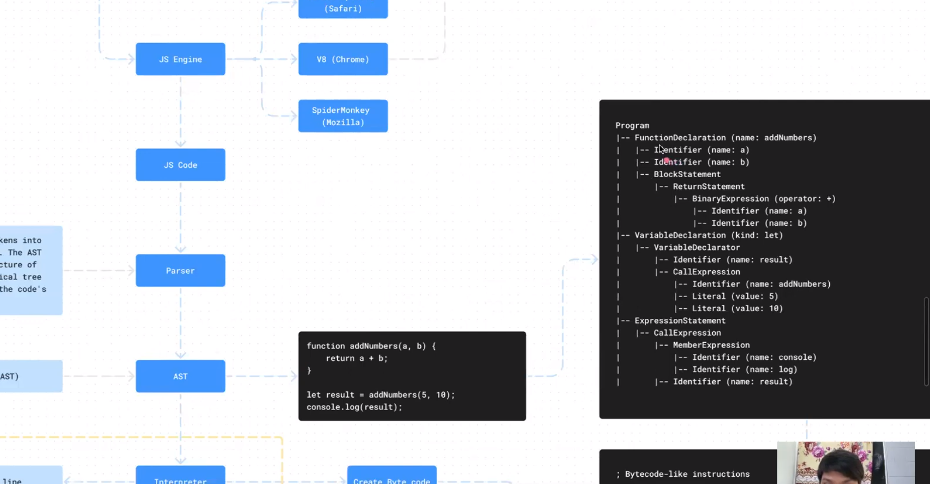 (Safari)
JS Engine
V8 (Chrome)
SpiderMonkey
(Mozilla)
JS Code
kens into
. The AST
cture of
ical tree
the code's
Parser
AST)
AST
function addNumbers(a, b) {
    return a + b;
}
let result = addNumbers(5, 10);
console.log(result);
Program
|-- FunctionDeclaration (name: addNumbers)
|   |-- Identifier (name: a)
|   |-- Identifier (name: b)
|   |-- BlockStatement
|       |-- ReturnStatement
|           |-- BinaryExpression (operator: +)
|               |-- Identifier (name: a)
|               |-- Identifier (name: b)
|-- VariableDeclaration (kind: let)
|   |-- VariableDeclarator
|       |-- Identifier (name: result)
|       |-- CallExpression
|           |-- Identifier (name: addNumbers)
|           |-- Literal (value: 5)
|           |-- Literal (value: 10)
|-- ExpressionStatement
|   |-- CallExpression
|       |-- MemberExpression
|           |-- Identifier (name: console)
|           |-- Identifier (name: log)
|       |-- Identifier (name: result)
line
Interpreter
Create Byte code
; Bytecode-like instructions